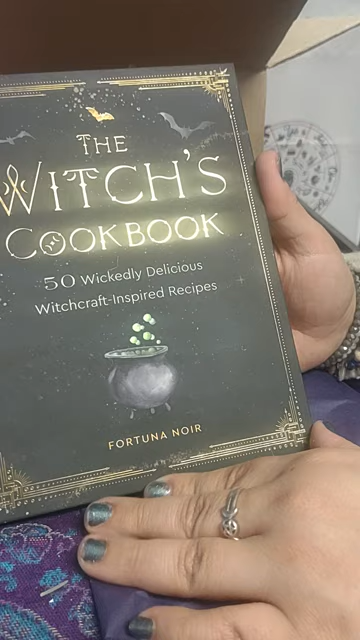 THE
WITCH'S
COOKBOOK
50 Wickedly Delicious
Witchcraft-Inspired Recipes
FORTUNA NOIR